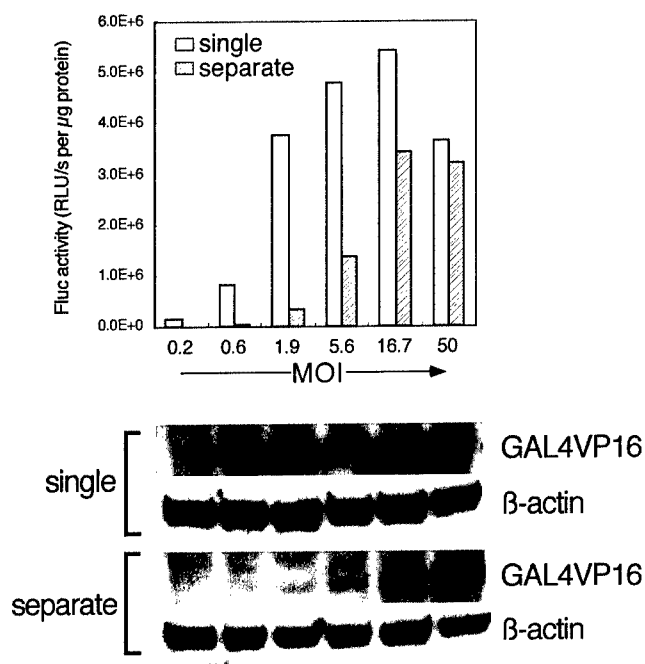 Fluc activity (RLU/s per µg protein)
6.0E+6
5.0E+6
4.0E+6
3.0E+6
2.0E+6
1.0E+6
0.0E+0
single
separate
0.2 0.6 1.9 5.6 16.7 50
MOI
single
GAL4VP16
ß-actin
separate
GAL4VP16
ß-actin